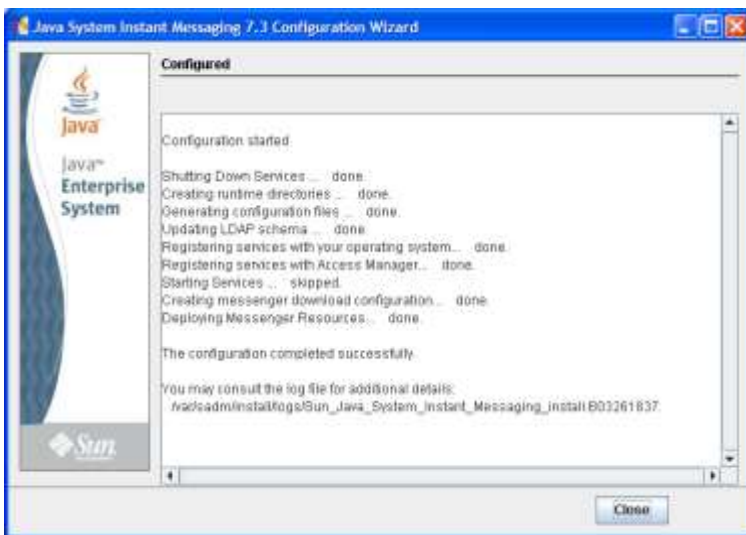 Java System Instant Messaging 7.3 Configuration Wizard
Java
Java™
Enterprise
System
Sun
Configured
Configuration started
Shutting Down Services ... done.
Creating runtime directories ... done.
Generating configuration files ... done.
Updating LDAP schema ... done.
Registering services with your operating system... done.
Registering services with Access Manager... done.
Starting Services ... skipped.
Creating messenger download configuration... done.
Deploying Messenger Resources... done.
The configuration completed successfully.
You may consult the log file for additional details:
/var/sadm/install/logs/Sun_Java_System_Instant_Messaging_install.B03261837
Close